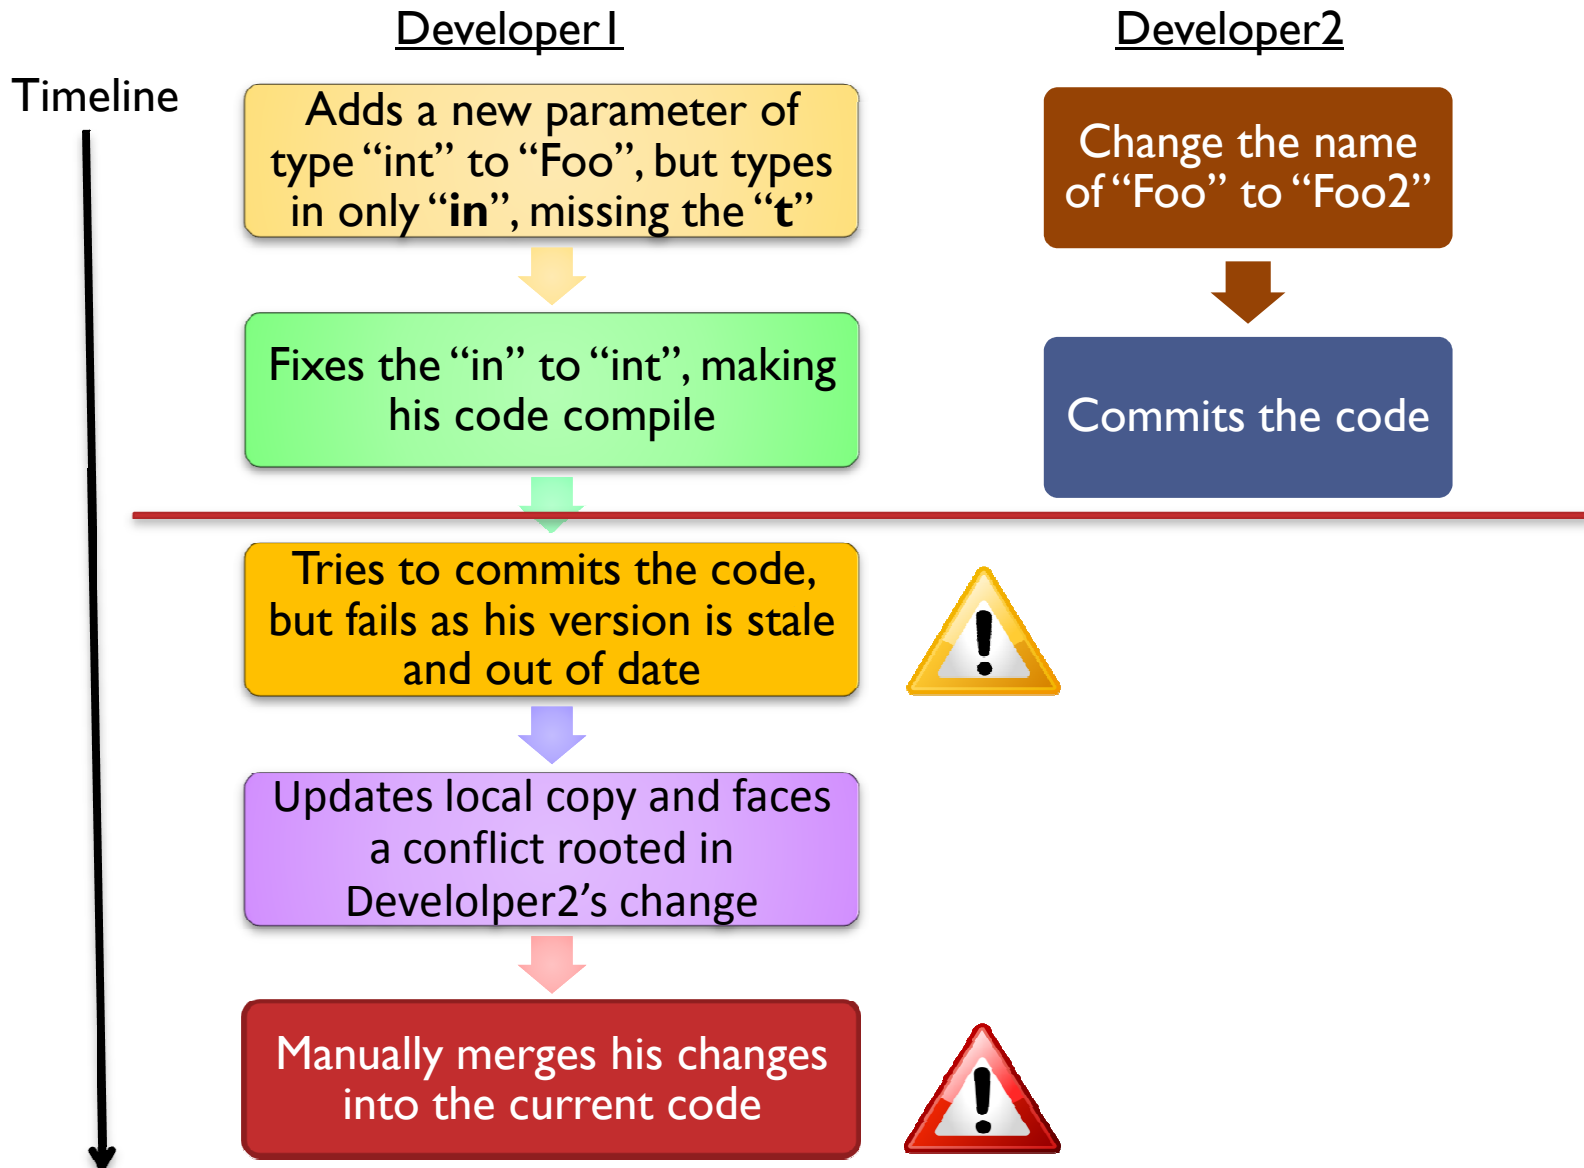 Developer1
Developer2
Timeline
Adds a new parameter of
type “int” to “Foo”, but types
in only “in”, missing the “t”
Change the name
of “Foo” to “Foo2”
Fixes the “in” to “int”, making
his code compile
Commits the code
Tries to commits the code,
but fails as his version is stale
and out of date
Updates local copy and faces
a conflict rooted in
Develolper2’s change
Manually merges his changes
into the current code